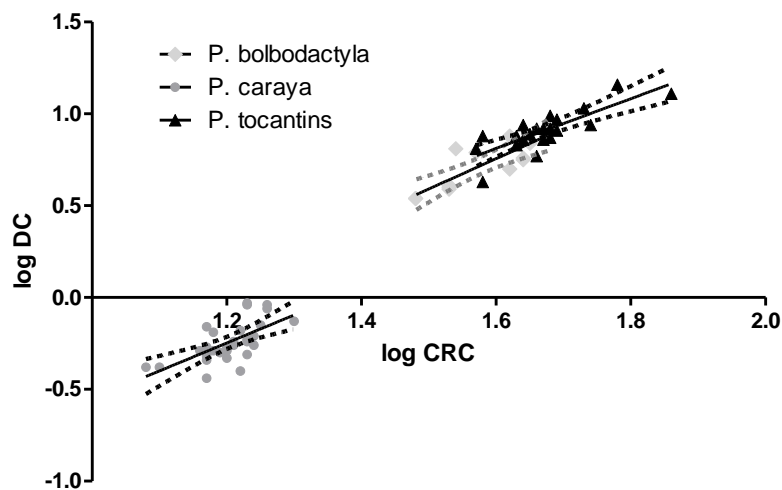 1.5
P. bolbodactyla
P. caraya
1.0
P. tocantins
0.5
log DC
0.0
1.2 1.4 1.6 1.8 2.0
log CRC
-0.5
-1.0